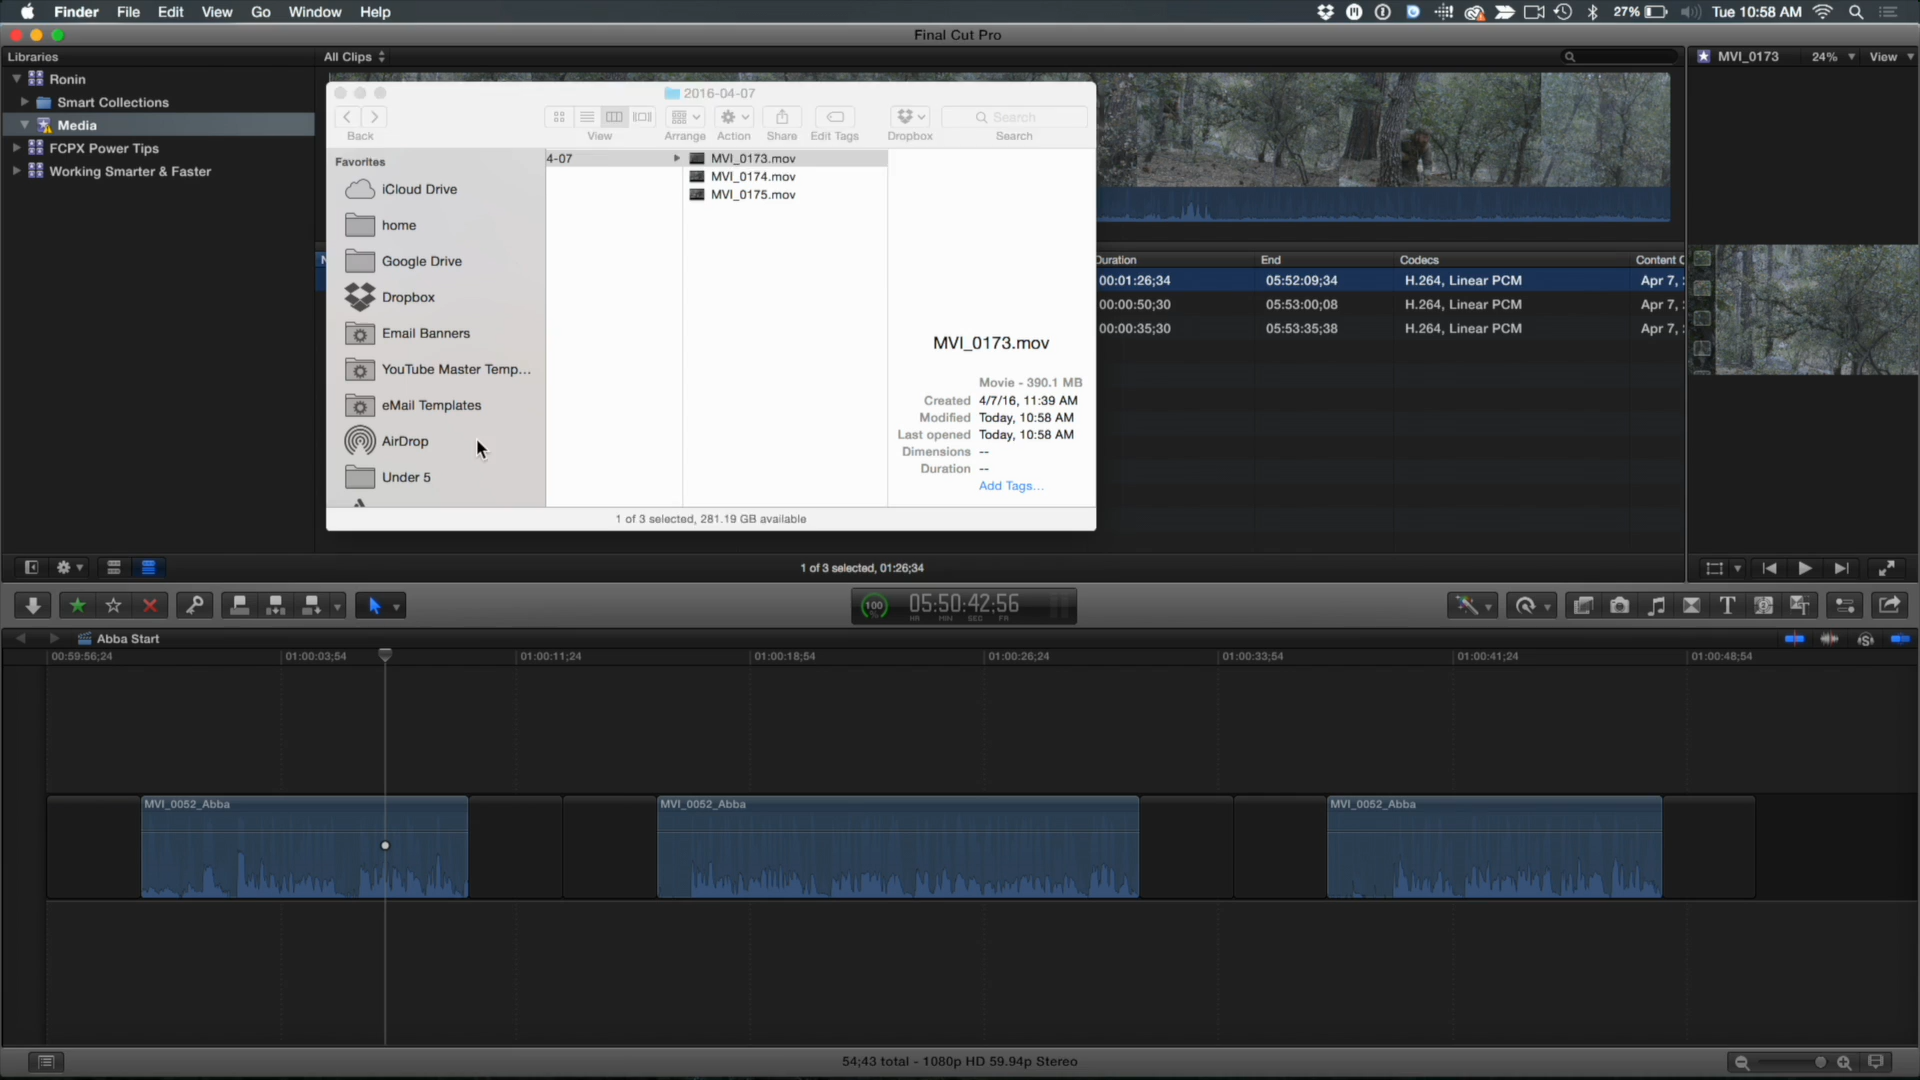 Finder File Edit View Go Window Help
27% Tue 10:58 AM
Final Cut Pro
Libraries
All Clips
MVI_0173 24% View
Ronin
Smart Collections
Media
FCPX Power Tips
Working Smarter & Faster
2016-04-07
Back
View Arrange Action Share Edit Tags Dropbox Search
Search
Favorites
iCloud Drive
home
Google Drive
Dropbox
Email Banners
YouTube Master Temp...
eMail Templates
AirDrop
Under 5
4-07
MVI_0173.mov
MVI_0174.mov
MVI_0175.mov
MVI_0173.mov
Movie - 390.1 MB
Created 4/7/16, 11:39 AM
Modified Today, 10:58 AM
Last opened Today, 10:58 AM
Dimensions --
Duration --
Add Tags...
1 of 3 selected, 281.19 GB available
Duration End Codecs Content C
00:01:26;34 05:52:09;34 H.264, Linear PCM Apr 7,
00:00:50;30 05:53:00;08 H.264, Linear PCM Apr 7,
00:00:35;30 05:53:35;38 H.264, Linear PCM Apr 7,
1 of 3 selected, 01:26;34
100 05:50:42;56
% HR MIN SEC FR
Abba Start
00:59:56;24 01:00:03;54 01:00:11;24 01:00:18;54 01:00:26;24 01:00:33;54 01:00:41;24 01:00:48;54
MVI_0052_Abba MVI_0052_Abba MVI_0052_Abba
54;43 total - 1080p HD 59.94p Stereo